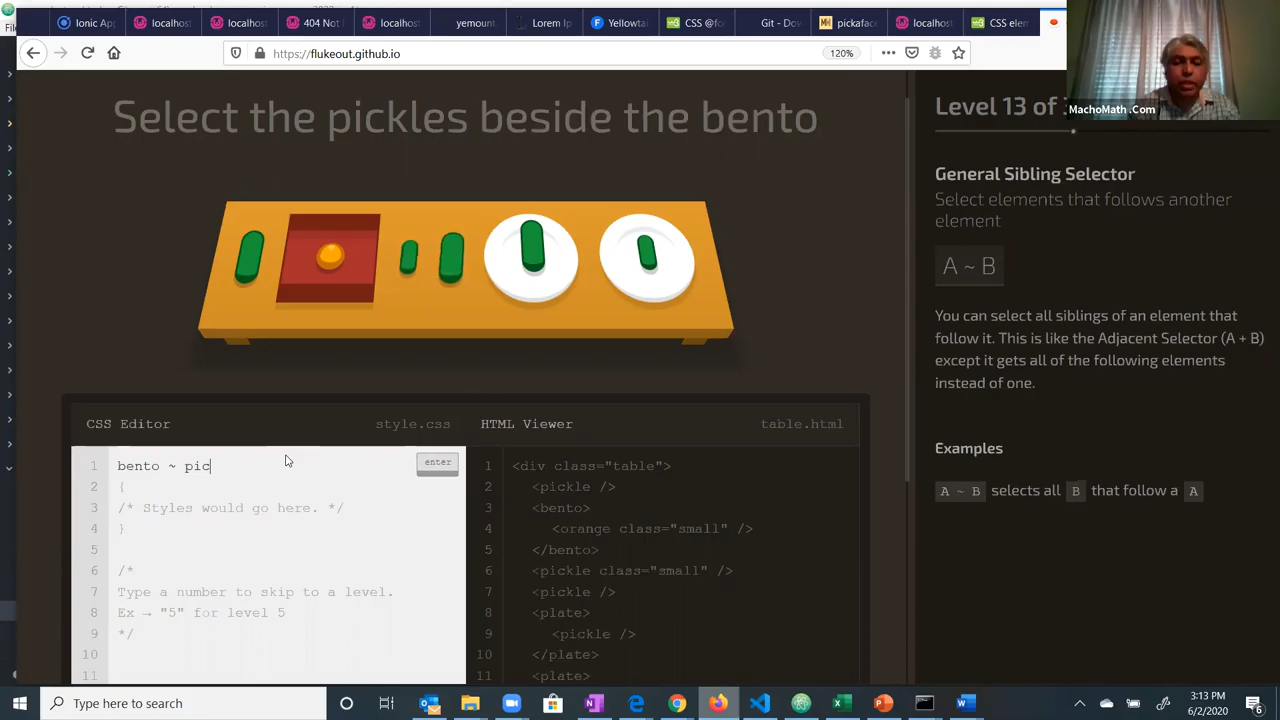 Ionic App
localhost
localhost
404 Not
localhost
yemount.
Lorem Ip
Yellowtai
CSS @fon
Git - Dow
pickaface
localhost
CSS elem
https://flukeout.github.io
120%
MachoMath .Com
Select the pickles beside the bento
Level 13 of
General Sibling Selector
Select elements that follows another
element
A ~ B
You can select all siblings of an element that
follow it. This is like the Adjacent Selector (A + B)
except it gets all of the following elements
instead of one.
Examples
A ~ B selects all B that follow a A
CSS Editor
style.css
HTML Viewer
table.html
1 bento ~ pic
enter
2 {
3 /* Styles would go here. */
4 }
5
6 /*
7 Type a number to skip to a level.
8 Ex → "5" for level 5
9 */
10
11
1 <div class="table">
2 <pickle />
3 <bento>
4 <orange class="small" />
5 </bento>
6 <pickle class="small" />
7 <pickle />
8 <plate>
9 <pickle />
10 </plate>
11 <plate>
Type here to search
3:13 PM
6/2/2020
6